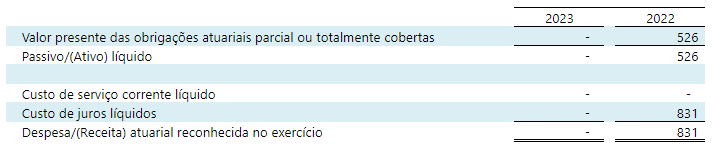 2023 2022
Valor presente das obrigações atuariais parcial ou totalmente cobertas - 526
Passivo/(Ativo) líquido - 526
Custo de serviço corrente líquido - -
Custo de juros líquidos - 831
Despesa/(Receita) atuarial reconhecida no exercício - 831